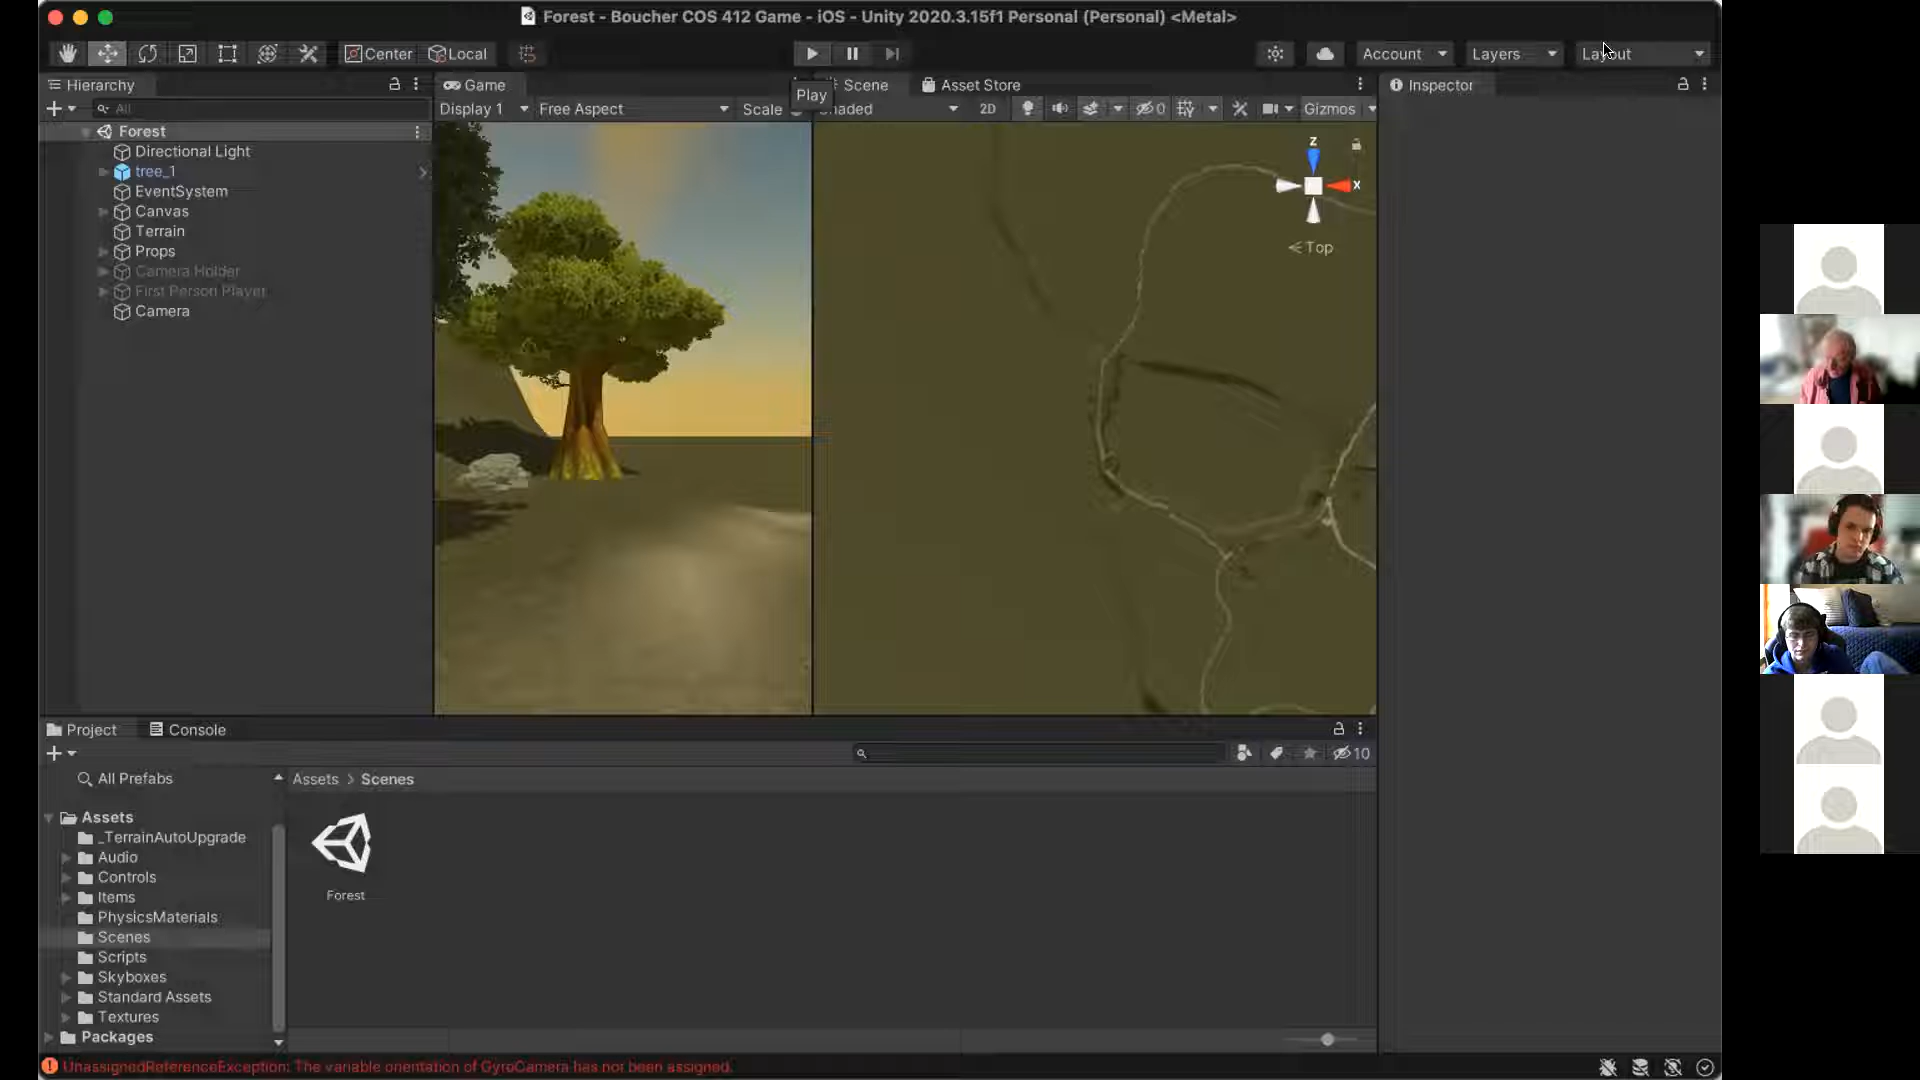 Forest - Boucher COS 412 Game - iOS - Unity 2020.3.15f1 Personal (Personal) <Metal>
Center
Local
Account
Layers
Layout
Hierarchy
Game
Scene
Asset Store
Inspector
All
Display 1
Free Aspect
Scale
Play
haded
2D
0
Gizmos
Forest
Directional Light
tree_1
EventSystem
Canvas
Terrain
Props
Camera Holder
First Person Player
Camera
z
x
Top
Project
Console
10
All Prefabs
Assets > Scenes
Assets
_TerrainAutoUpgrade
Audio
Controls
Items
PhysicsMaterials
Scenes
Scripts
Skyboxes
Standard Assets
Textures
Packages
Forest
UnassignedReferenceException: The variable orientation of GyroCamera has not been assigned.